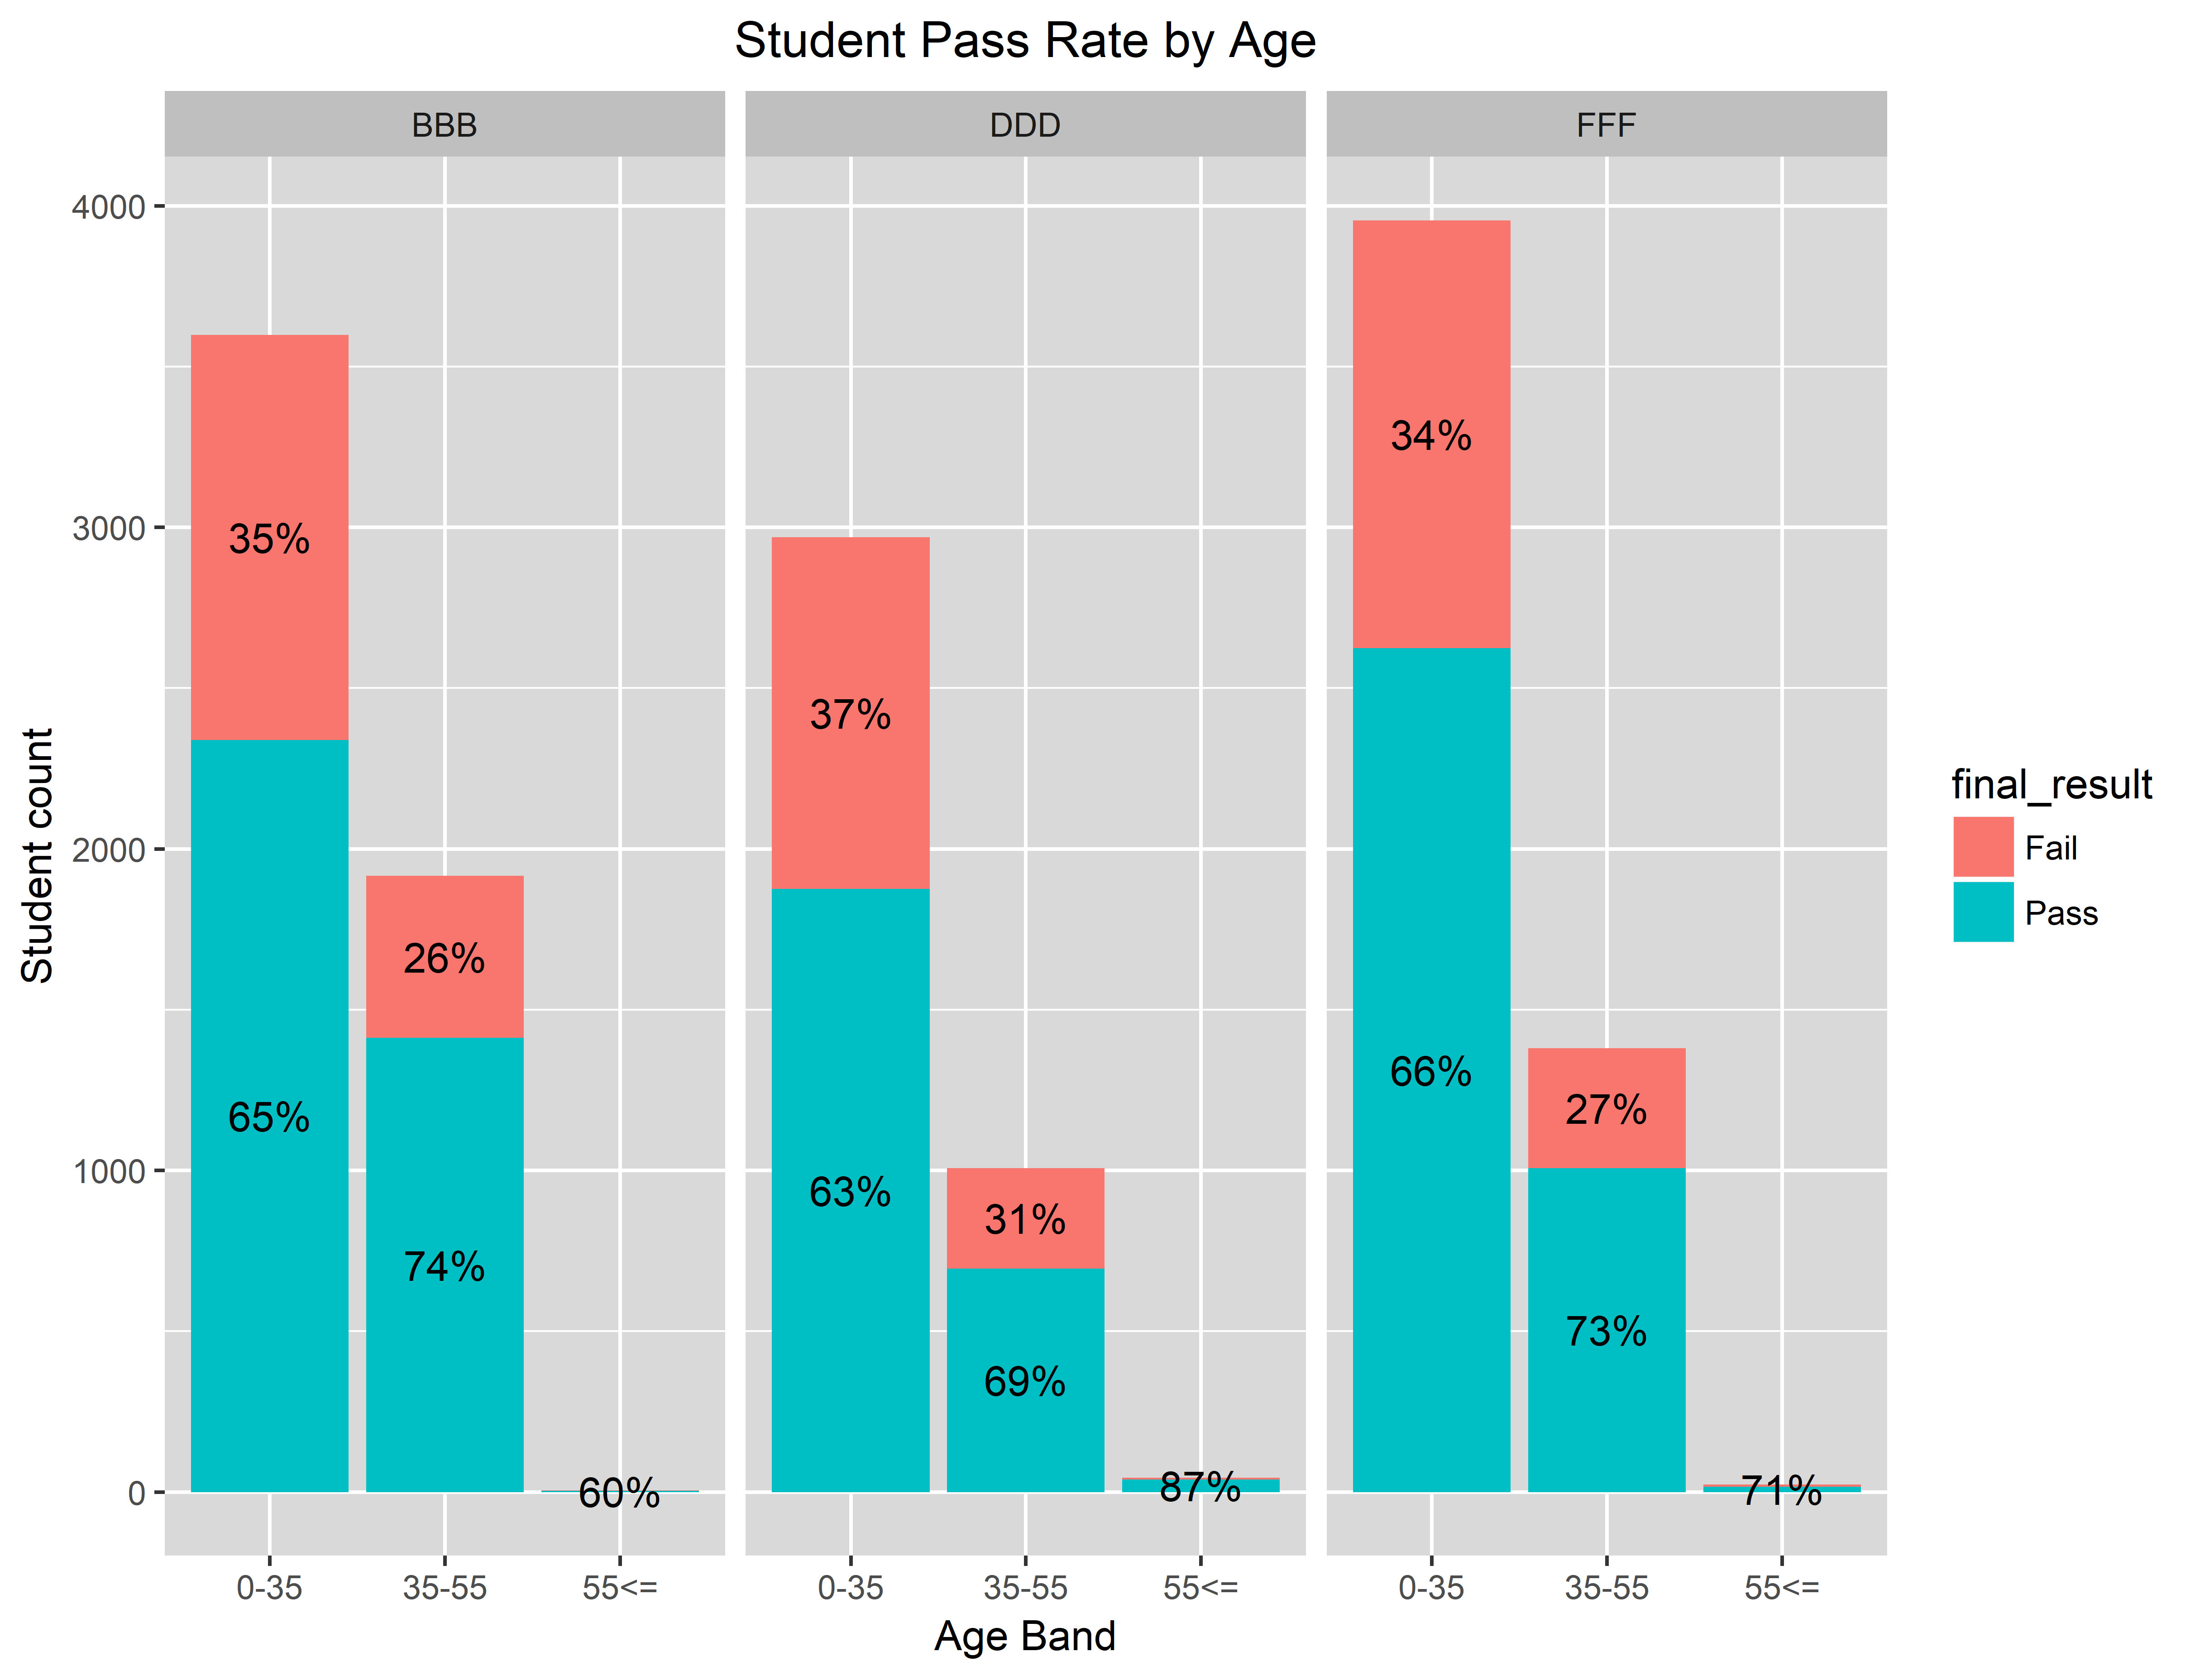 Student Pass Rate by Age
BBB DDD FFF
4000
3000
2000
1000
0
Student count
35%
65%
26%
74%
60%
37%
63%
31%
69%
87%
34%
66%
27%
73%
71%
0-35 35-55 55<= 0-35 35-55 55<= 0-35 35-55 55<=
Age Band
final_result
Fail
Pass